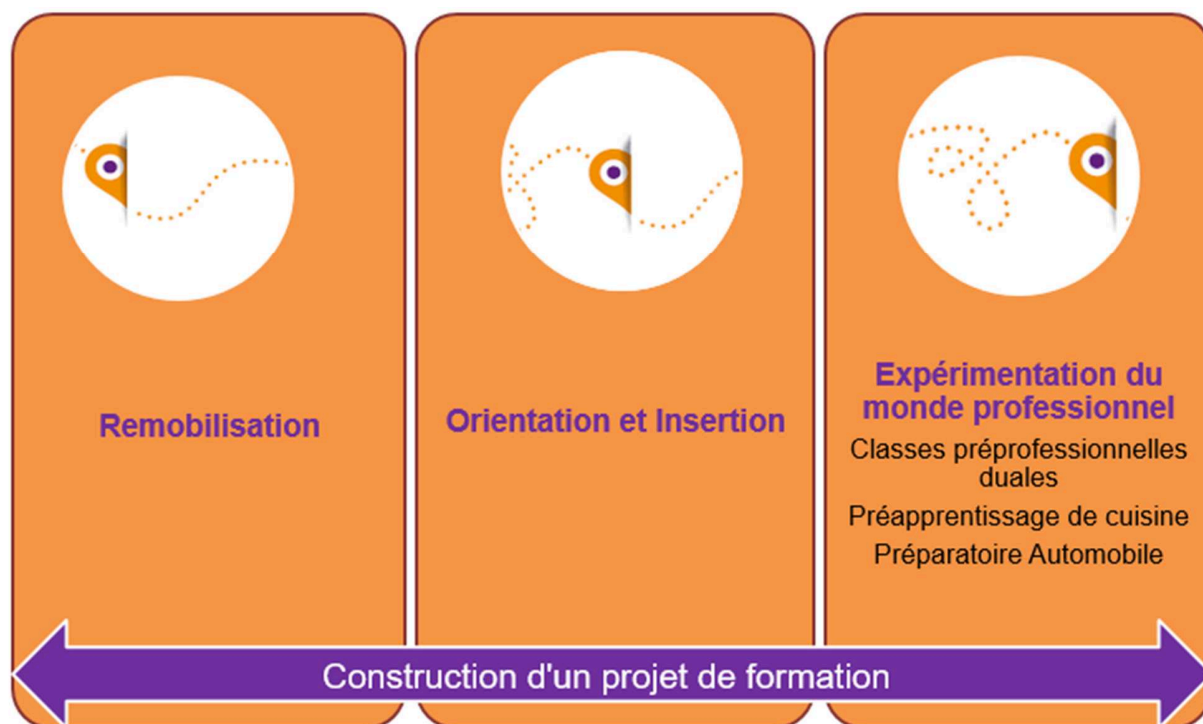 Remobilisation
Orientation et Insertion
Expérimentation du
monde professionnel
Classes préprofessionnelles
duales
Préapprentissage de cuisine
Préparatoire Automobile
Construction d'un projet de formation